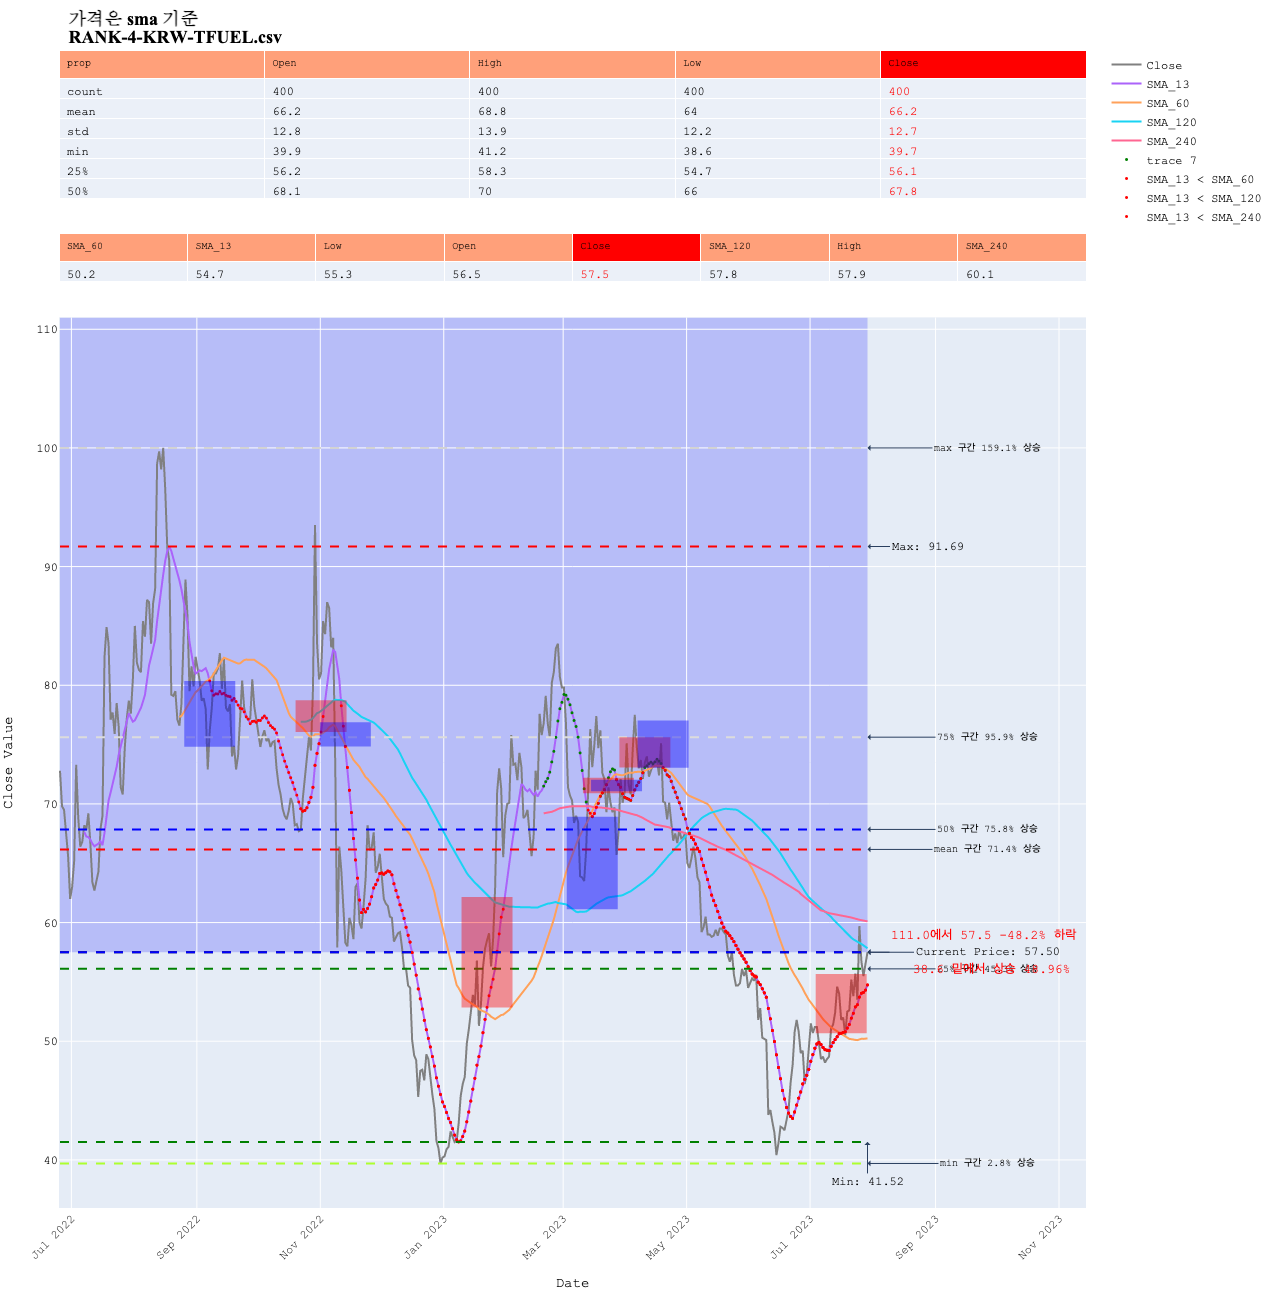 가격은 sma 기준
RANK-4-KRW-TFUEL.csv
prop Open High Low Close
count 400 400 400 400
mean 66.2 68.8 64 66.2
std 12.8 13.9 12.2 12.7
min 39.9 41.2 38.6 39.7
25% 56.2 58.3 54.7 56.1
50% 68.1 70 66 67.8
SMA_60 SMA_13 Low Open Close SMA_120 High SMA_240
50.2 54.7 55.3 56.5 57.5 57.8 57.9 60.1
Close
SMA_13
SMA_60
SMA_120
SMA_240
trace 7
SMA_13 < SMA_60
SMA_13 < SMA_120
SMA_13 < SMA_240
110
100
90
80
70
60
50
40
Close Value
max 구간 159.1% 상승
Max: 91.69
75% 구간 95.9% 상승
50% 구간 75.8% 상승
mean 구간 71.4% 상승
111.0에서 57.5 -48.2% 하락
Current Price: 57.50
min 구간 2.8% 상승
Min: 41.52
Jul 2022
Sep 2022
Nov 2022
Jan 2023
Mar 2023
May 2023
Jul 2023
Sep 2023
Nov 2023
Date